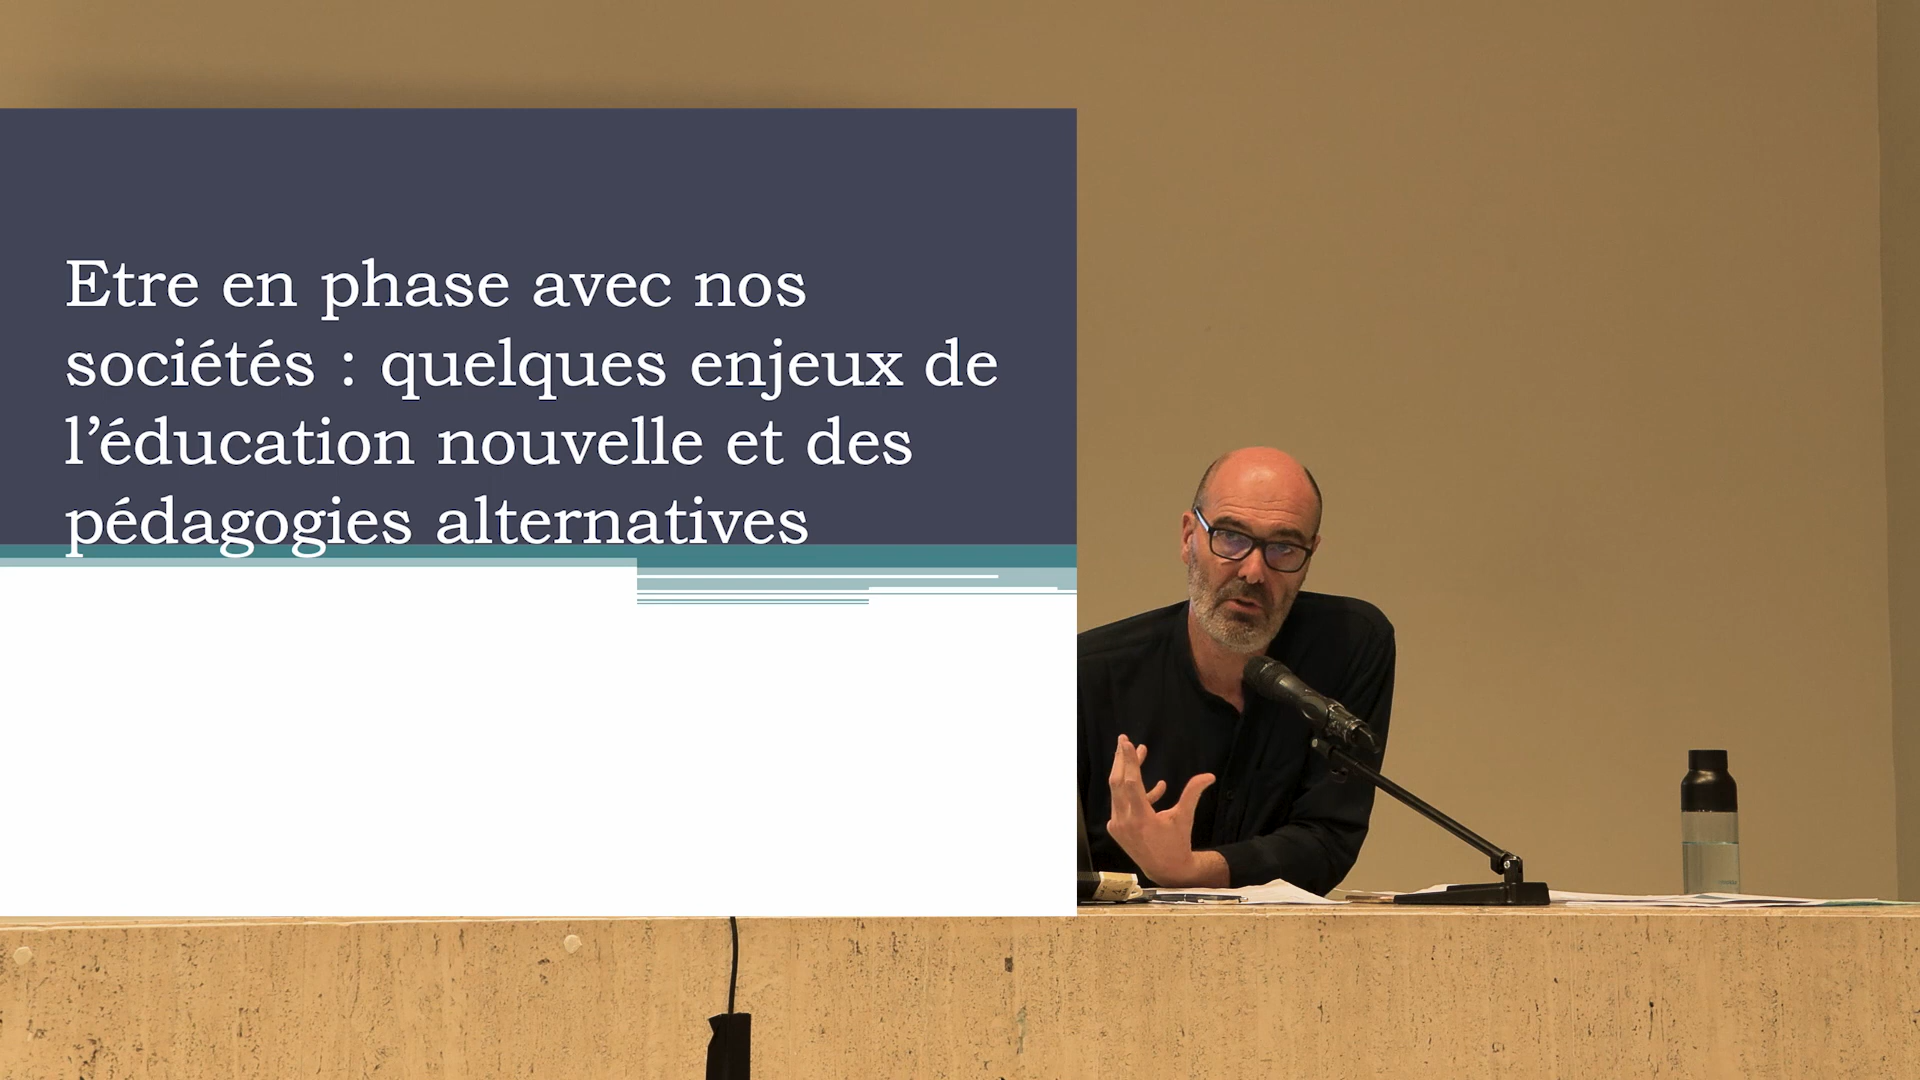 Etre en phase avec nos
sociétés : quelques enjeux de
l’éducation nouvelle et des
pédagogies alternatives